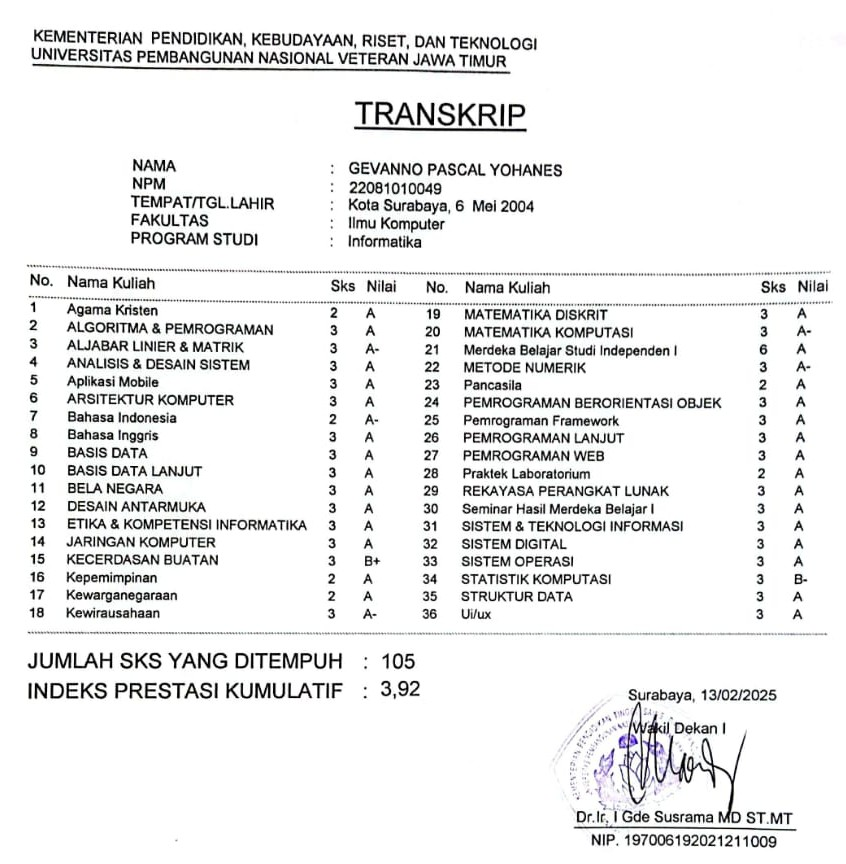 KEMENTERIAN PENDIDIKAN, KEBUDAYAAN, RISET, DAN TEKNOLOGI
UNIVERSITAS PEMBANGUNAN NASIONAL VETERAN JAWA TIMUR
TRANSKRIP
NAMA : GEVANNO PASCAL YOHANES
NPM : 22081010049
TEMPAT/TGL.LAHIR : Kota Surabaya, 6 Mei 2004
FAKULTAS : Ilmu Komputer
PROGRAM STUDI : Informatika
No. Nama Kuliah Sks Nilai No. Nama Kuliah Sks Nilai
1 Agama Kristen 2 A 19 MATEMATIKA DISKRIT 3 A
2 ALGORITMA & PEMROGRAMAN 3 A 20 MATEMATIKA KOMPUTASI 3 A-
3 ALJABAR LINIER & MATRIK 3 A- 21 Merdeka Belajar Studi Independen I 6 A
4 ANALISIS & DESAIN SISTEM 3 A 22 METODE NUMERIK 3 A-
5 Aplikasi Mobile 3 A 23 Pancasila 2 A
6 ARSITEKTUR KOMPUTER 3 A 24 PEMROGRAMAN BERORIENTASI OBJEK 3 A
7 Bahasa Indonesia 2 A- 25 Pemrograman Framework 3 A
8 Bahasa Inggris 3 A 26 PEMROGRAMAN LANJUT 3 A
9 BASIS DATA 3 A 27 PEMROGRAMAN WEB 3 A
10 BASIS DATA LANJUT 3 A 28 Praktek Laboratorium 2 A
11 BELA NEGARA 3 A 29 REKAYASA PERANGKAT LUNAK 3 A
12 DESAIN ANTARMUKA 3 A 30 Seminar Hasil Merdeka Belajar I 3 A
13 ETIKA & KOMPETENSI INFORMATIKA 3 A 31 SISTEM & TEKNOLOGI INFORMASI 3 A
14 JARINGAN KOMPUTER 3 A 32 SISTEM DIGITAL 3 A
15 KECERDASAN BUATAN 3 B+ 33 SISTEM OPERASI 3 A
16 Kepemimpinan 2 A 34 STATISTIK KOMPUTASI 3 B-
17 Kewarganegaraan 2 A 35 STRUKTUR DATA 3 A
18 Kewirausahaan 3 A- 36 Ui/ux 3 A
JUMLAH SKS YANG DITEMPUH : 105
INDEKS PRESTASI KUMULATIF : 3,92
Surabaya, 13/02/2025
Wakil Dekan I
Dr.Ir. I Gde Susrama MD ST.MT
NIP. 197006192021211009